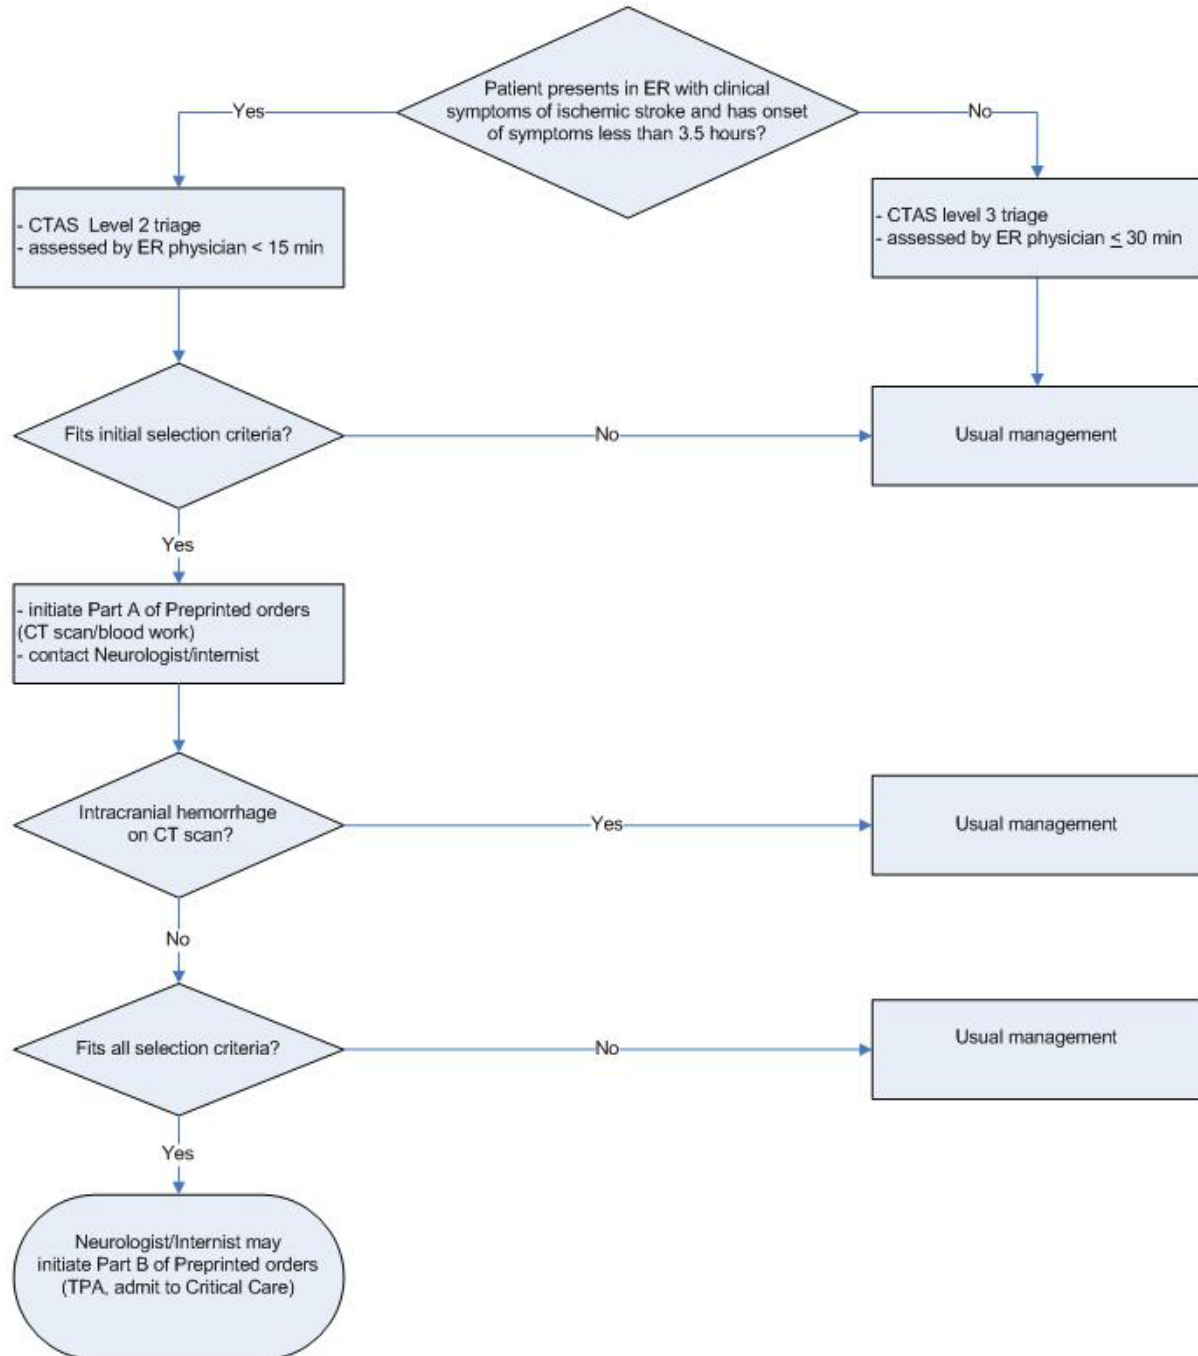 Patient presents in ER with clinical
symptoms of ischemic stroke and has onset
of symptoms less than 3.5 hours?
Yes
No
- CTAS  Level 2 triage
- assessed by ER physician < 15 min
- CTAS level 3 triage
- assessed by ER physician ≤ 30 min
Fits initial selection criteria?
No
Usual management
Yes
- initiate Part A of Preprinted orders
(CT scan/blood work)
- contact Neurologist/internist
Intracranial hemorrhage
on CT scan?
Yes
Usual management
No
Fits all selection criteria?
No
Usual management
Yes
Neurologist/Internist may
initiate Part B of Preprinted orders
(TPA, admit to Critical Care)